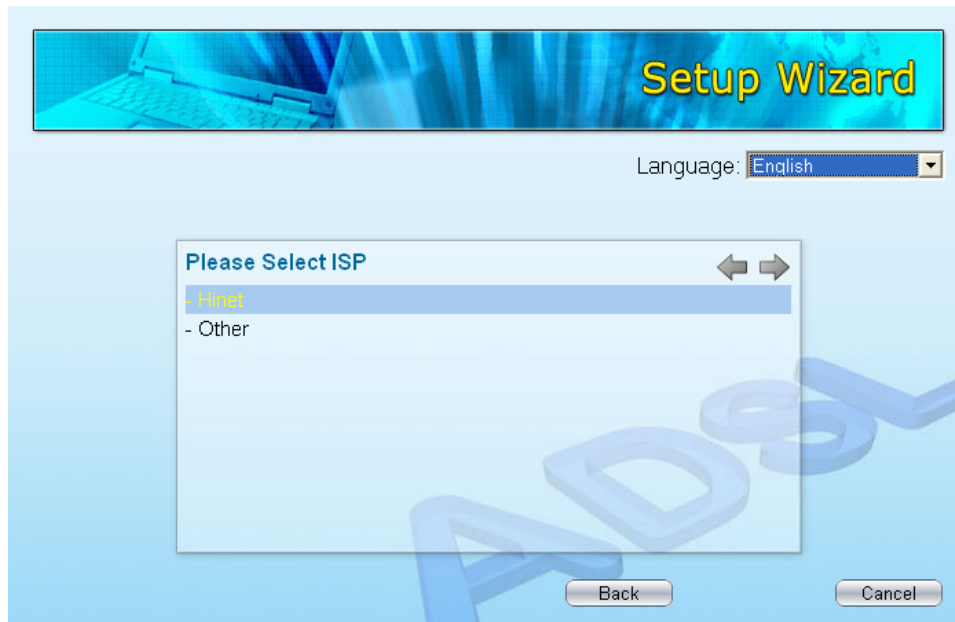 Setup Wizard
Language: English
Please Select ISP
- Hinet
- Other
ADSL
Back
Cancel